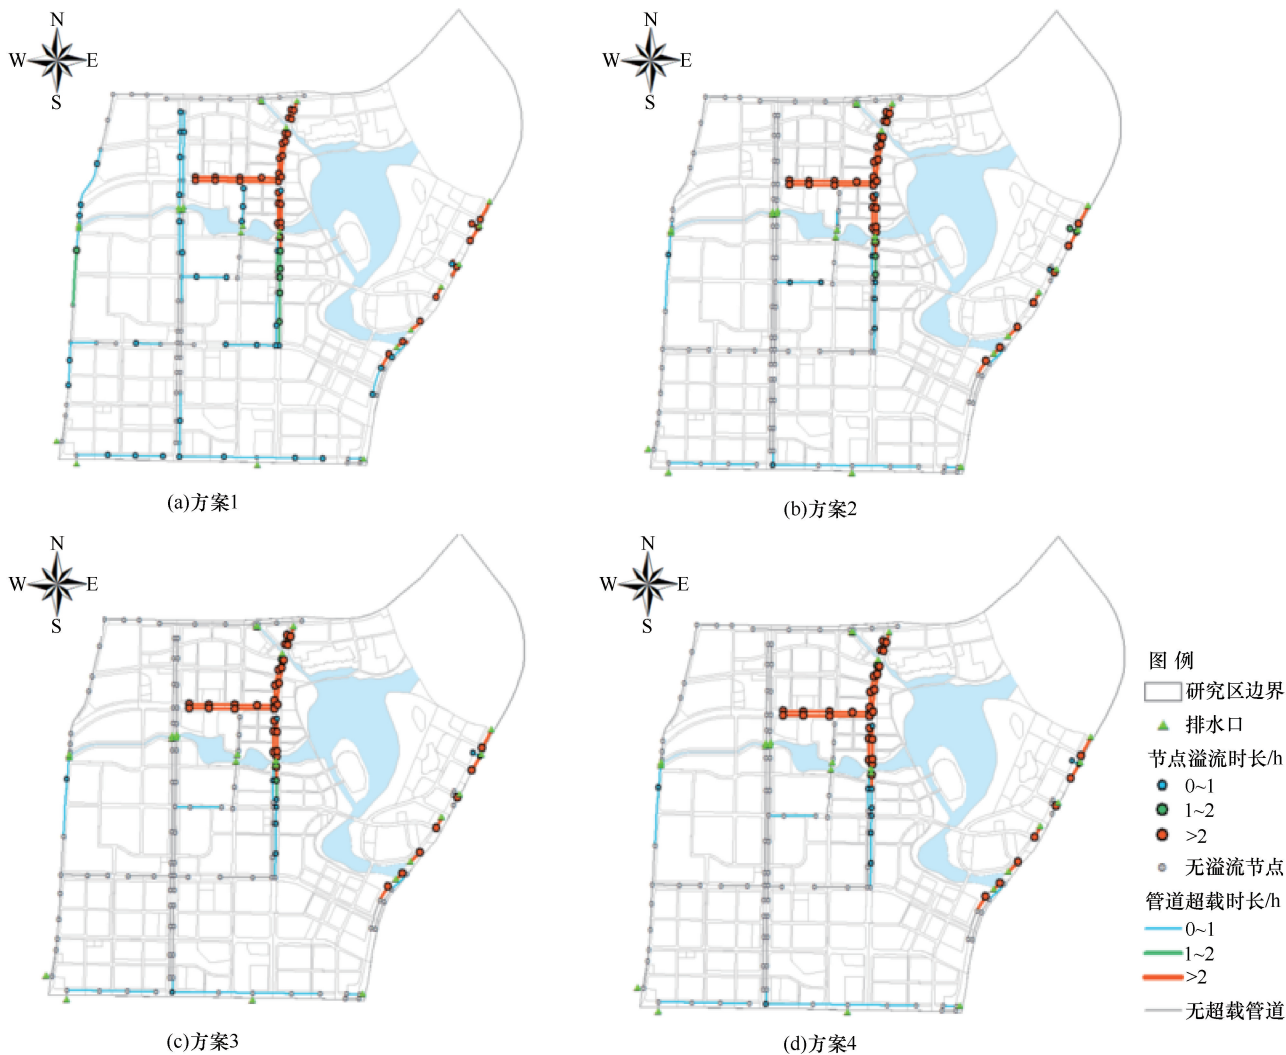 N
W E
S
(a)方案1
N
W E
S
(b)方案2
N
W E
S
(c)方案3
N
W E
S
(d)方案4
图 例
研究区边界
排水口
节点溢流时长/h
0~1
1~2
>2
无溢流节点
管道超载时长/h
0~1
1~2
>2
无超载管道